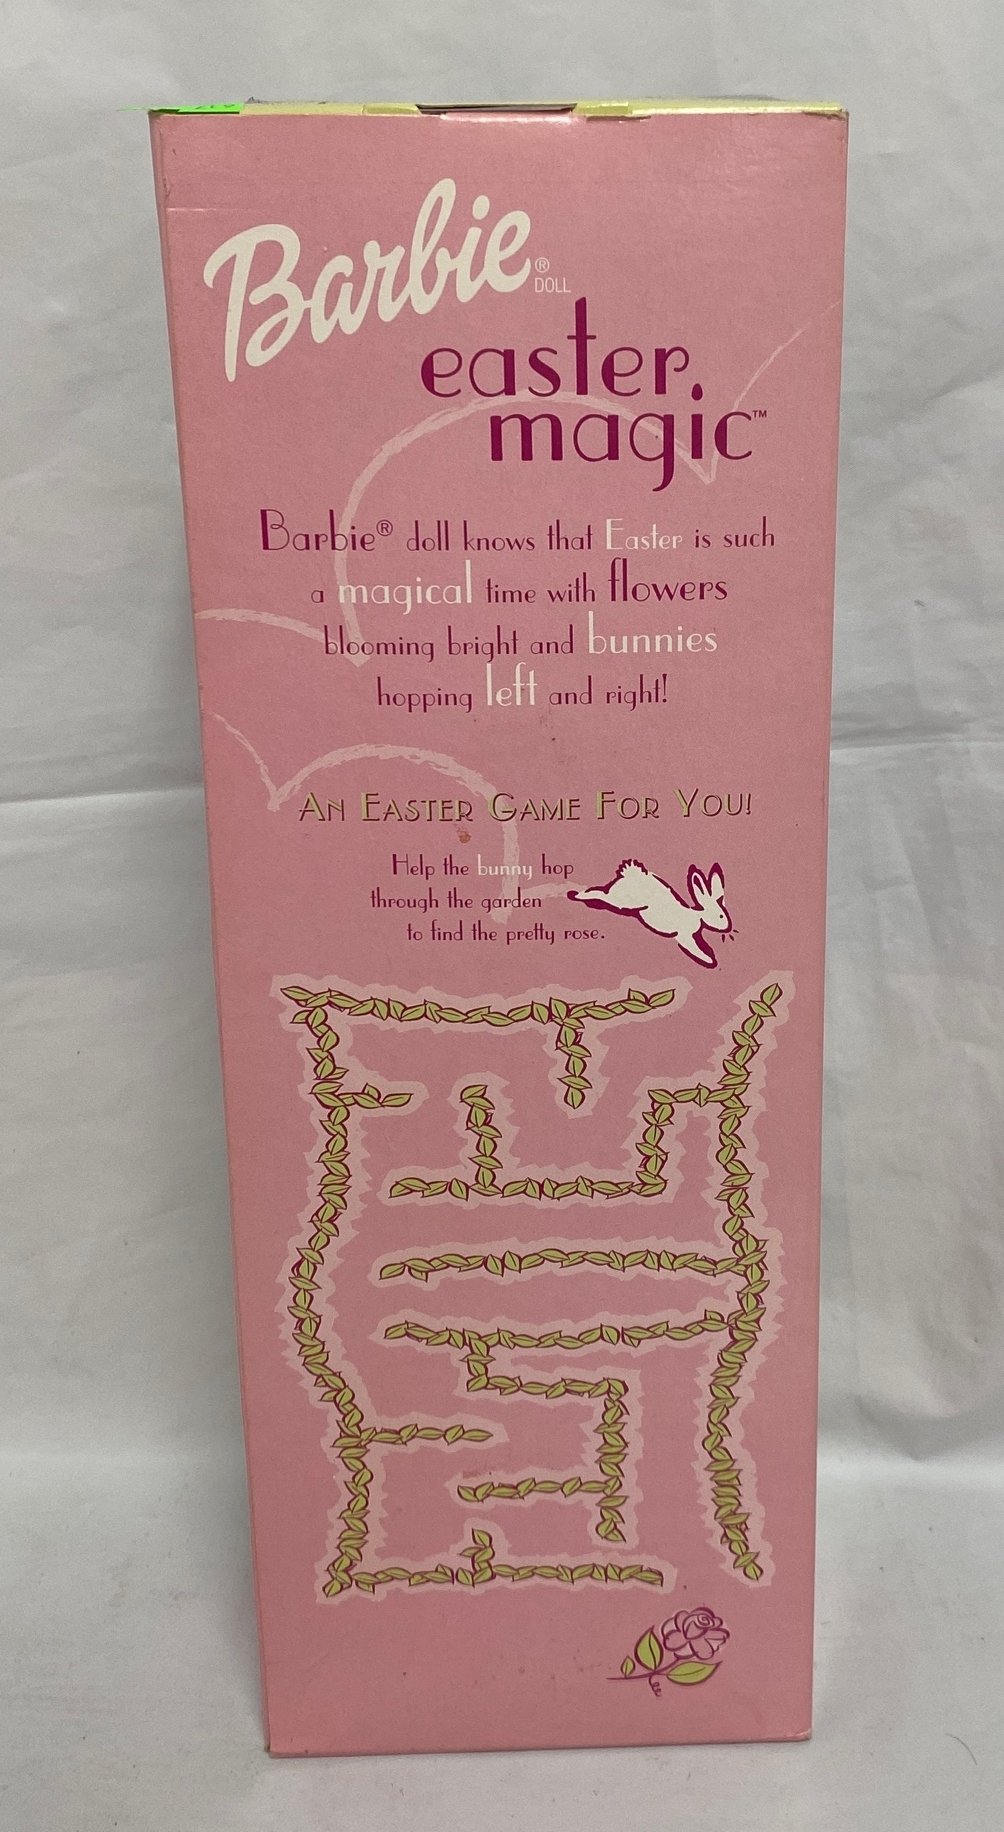 Barbie®
DOLL
easter
magic™
Barbie® doll knows that Easter is such
a magical time with flowers
blooming bright and bunnies
hopping left and right!
AN EASTER GAME FOR YOU!
Help the bunny hop
through the garden
to find the pretty rose.